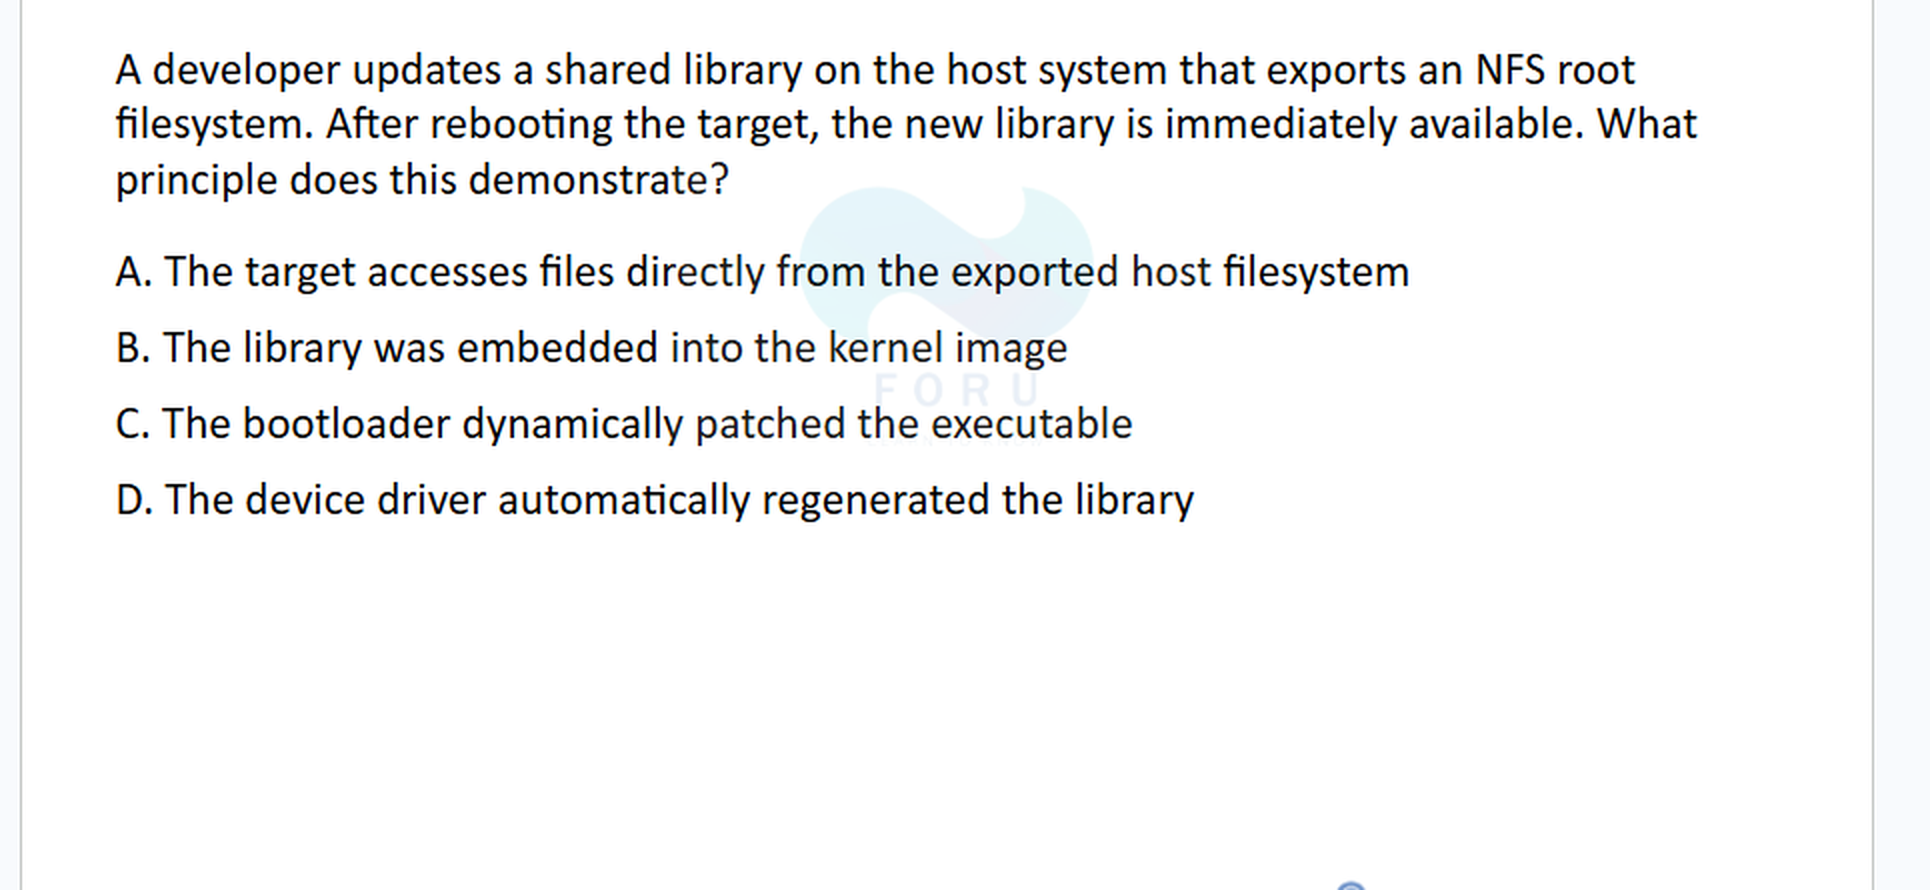 A developer updates a shared library on the host system that exports an NFS root
filesystem. After rebooting the target, the new library is immediately available. What
principle does this demonstrate?
A. The target accesses files directly from the exported host filesystem
B. The library was embedded into the kernel image
FORU
C. The bootloader dynamically patched the executable
D. The device driver automatically regenerated the library